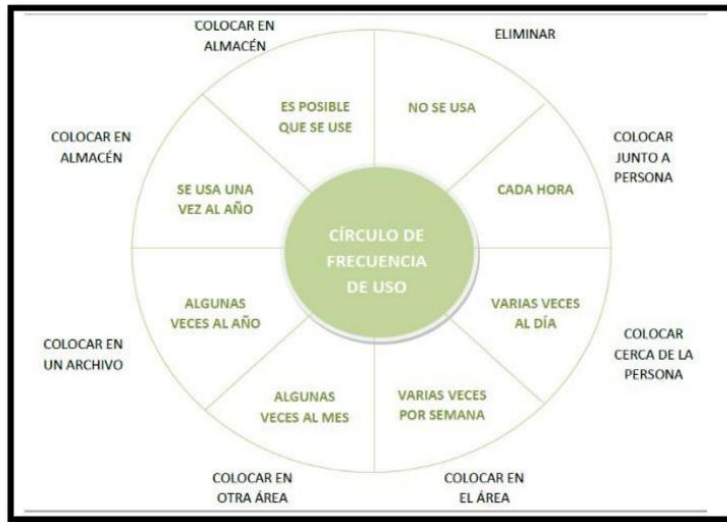 COLOCAR EN
ALMACÉN
ELIMINAR
ES POSIBLE
QUE SE USE
NO SE USA
COLOCAR EN
ALMACÉN
COLOCAR
JUNTO A
PERSONA
SE USA UNA
VEZ AL AÑO
CADA HORA
CÍRCULO DE
FRECUENCIA
DE USO
ALGUNAS
VECES AL AÑO
VARIAS VECES
AL DÍA
COLOCAR EN
UN ARCHIVO
COLOCAR
CERCA DE LA
PERSONA
ALGUNAS
VECES AL MES
VARIAS VECES
POR SEMANA
COLOCAR EN
OTRA ÁREA
COLOCAR EN
EL ÁREA